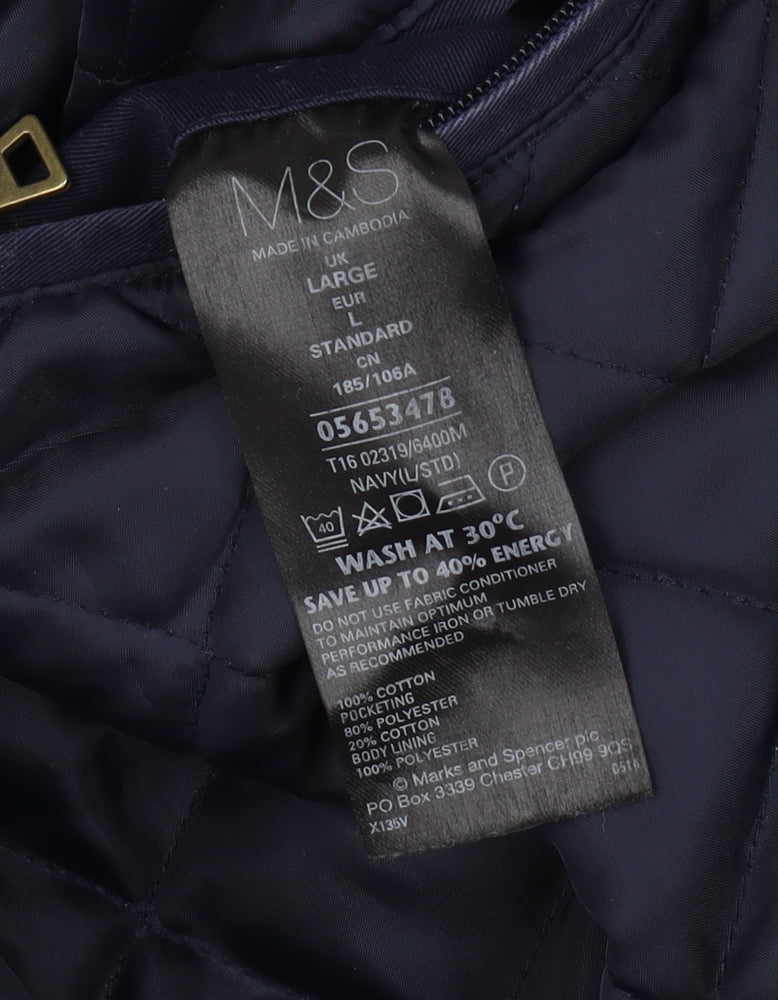 M&S
MADE IN CAMBODIA
UK
LARGE
EUR
L
STANDARD
CN
185/106A
05653478
T16 02319/6400M
NAVY(L/STD)
40 P
WASH AT 30°C
SAVE UP TO 40% ENERGY
DO NOT USE FABRIC CONDITIONER
TO MAINTAIN OPTIMUM
PERFORMANCE IRON OR TUMBLE DRY
AS RECOMMENDED
100% COTTON
POCKETING
80% POLYESTER
20% COTTON
BODY LINING
100% POLYESTER
© Marks and Spencer plc
PO Box 3339 Chester CH99 9QS
X135V